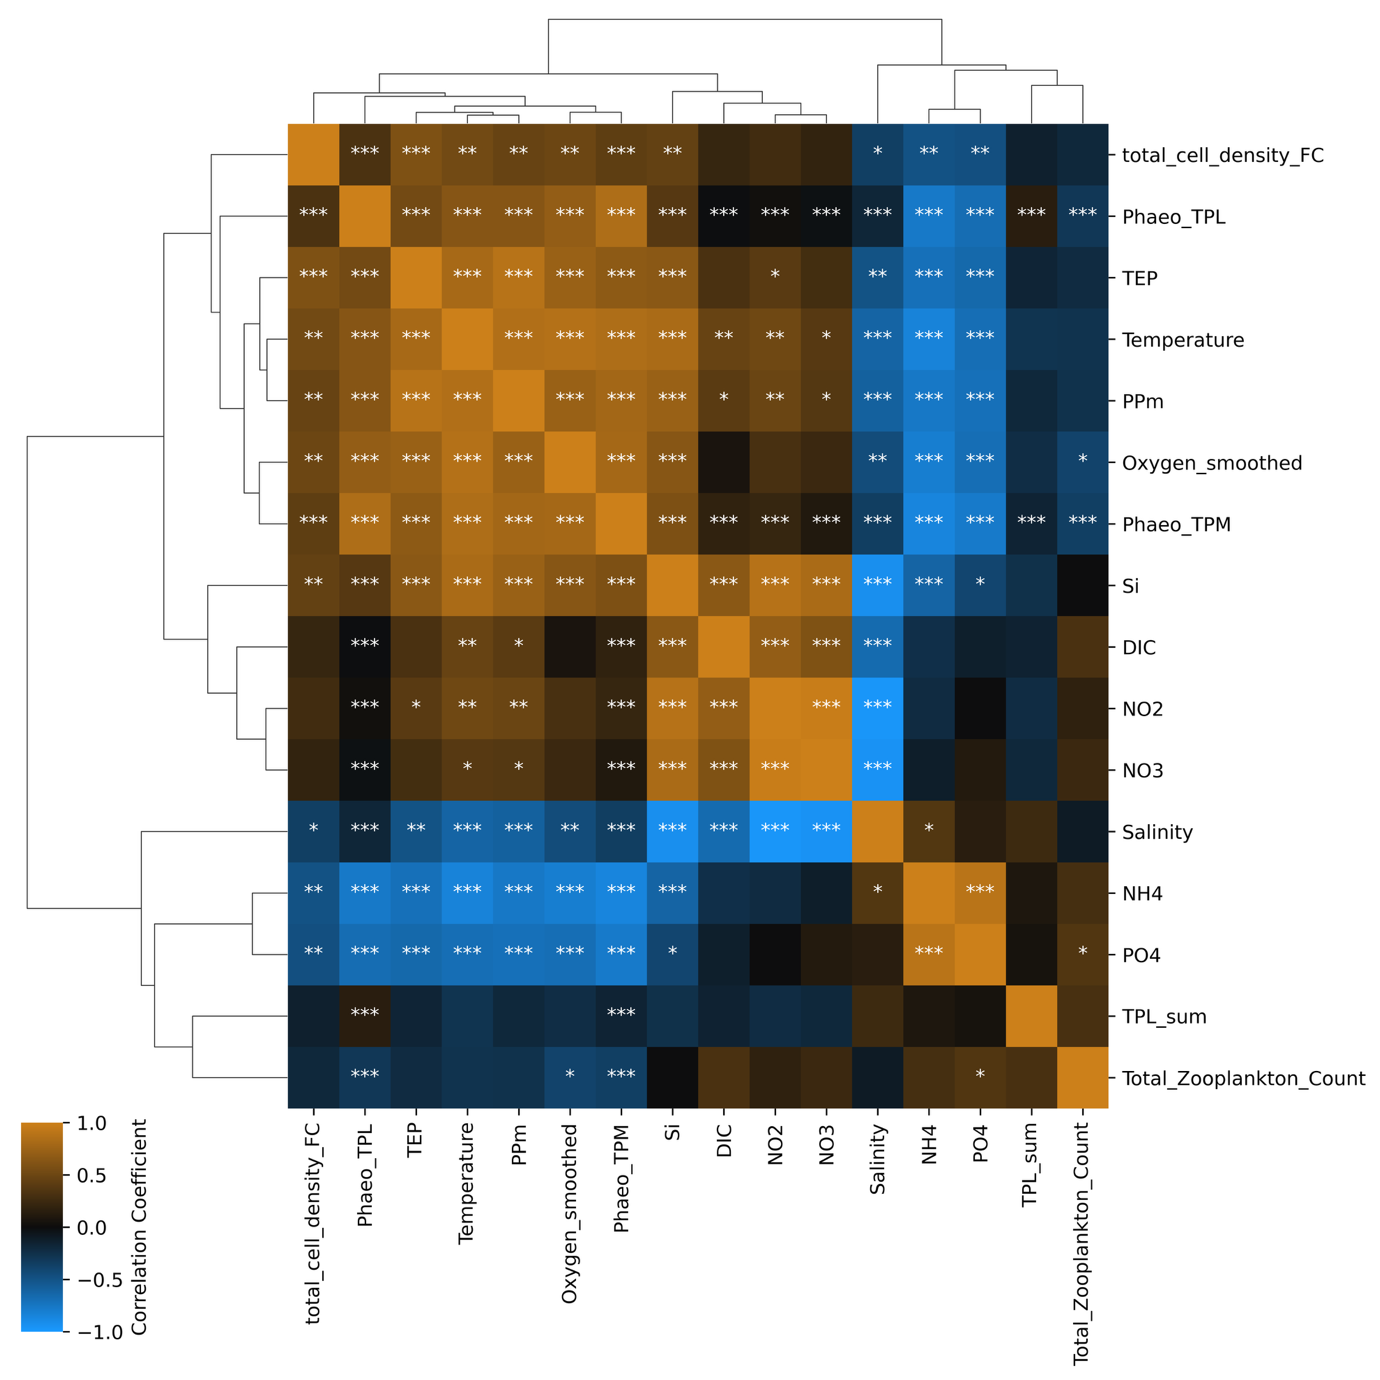 *** *** ** ** ** *** ** * ** ** total_cell_density_FC
*** *** *** *** *** *** *** *** *** *** *** *** *** *** *** Phaeo_TPL
*** *** *** *** *** *** *** * ** *** *** TEP
** *** *** *** *** *** *** ** ** * *** *** *** Temperature
** *** *** *** *** *** *** * ** * *** *** *** PPm
** *** *** *** *** *** *** ** *** *** * Oxygen_smoothed
*** *** *** *** *** *** *** *** *** *** *** *** *** *** *** Phaeo_TPM
** *** *** *** *** *** *** *** *** *** *** *** * Si
*** ** * *** *** *** *** *** DIC
*** * ** ** *** *** *** *** *** NO2
*** * * *** *** *** *** *** NO3
* *** ** *** *** ** *** *** *** *** *** * Salinity
** *** *** *** *** *** *** *** * *** NH4
** *** *** *** *** *** *** * *** * PO4
*** *** TPL_sum
*** * *** * Total_Zooplankton_Count
total_cell_density_FC
Phaeo_TPL
TEP
Temperature
PPm
Oxygen_smoothed
Phaeo_TPM
Si
DIC
NO2
NO3
Salinity
NH4
PO4
TPL_sum
Total_Zooplankton_Count
1.0
0.5
0.0
−0.5
−1.0
Correlation Coefficient